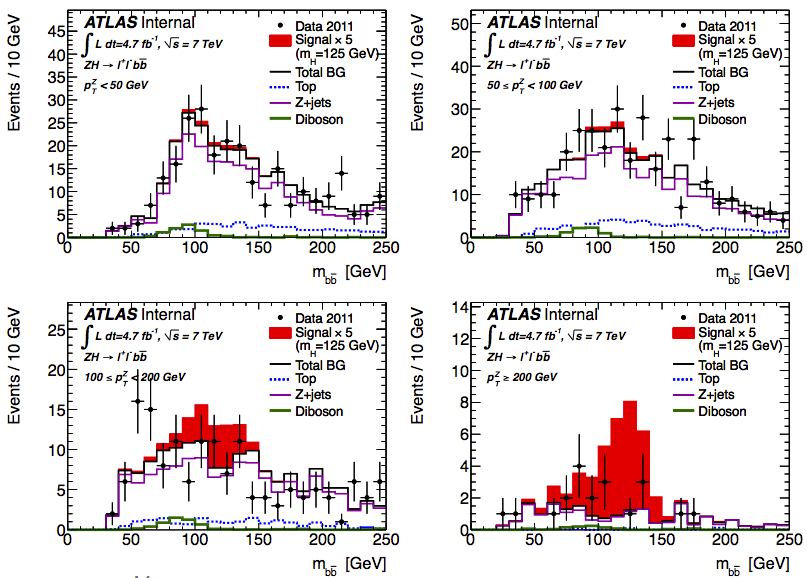 ATLAS Internal
∫ L dt=4.7 fb⁻¹, √s = 7 TeV
ZH → l⁺l⁻bb̄
p_T^Z < 50 GeV
Data 2011
Signal × 5
(m_H=125 GeV)
Total BG
Top
Z+jets
Diboson
Events / 10 GeV
45
40
35
30
25
20
15
10
5
0
0 50 100 150 200 250
m_bb̄ [GeV]
ATLAS Internal
∫ L dt=4.7 fb⁻¹, √s = 7 TeV
ZH → l⁺l⁻bb̄
50 ≤ p_T^Z < 100 GeV
Data 2011
Signal × 5
(m_H=125 GeV)
Total BG
Top
Z+jets
Diboson
Events / 10 GeV
50
40
30
20
10
0
0 50 100 150 200 250
m_bb̄ [GeV]
ATLAS Internal
∫ L dt=4.7 fb⁻¹, √s = 7 TeV
ZH → l⁺l⁻bb̄
100 ≤ p_T^Z < 200 GeV
Data 2011
Signal × 5
(m_H=125 GeV)
Total BG
Top
Z+jets
Diboson
Events / 10 GeV
25
20
15
10
5
0
0 50 100 150 200 250
m_bb̄ [GeV]
ATLAS Internal
∫ L dt=4.7 fb⁻¹, √s = 7 TeV
ZH → l⁺l⁻bb̄
p_T^Z ≥ 200 GeV
Data 2011
Signal × 5
(m_H=125 GeV)
Total BG
Top
Z+jets
Diboson
Events / 10 GeV
14
12
10
8
6
4
2
0
0 50 100 150 200 250
m_bb̄ [GeV]